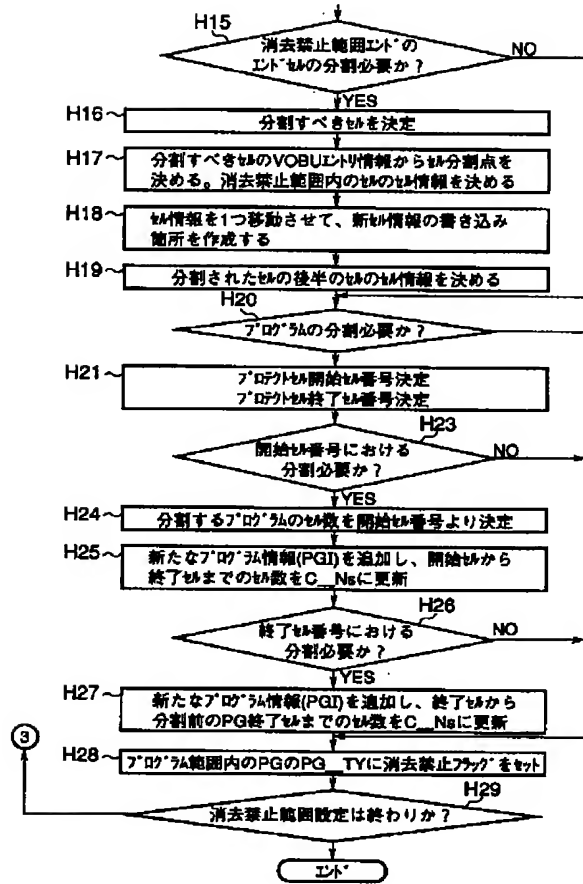 H15
消去禁止範囲エンドの
エンドセルの分割必要か？
NO
YES
H16
分割すべきセルを決定
H17
分割すべきセルのVOBUエントリ情報からセル分割点を
決める。消去禁止範囲内のセルのセル情報を決める
H18
セル情報を1つ移動させて、新セル情報の書き込み
箇所を作成する
H19
分割されたセルの後半のセルのセル情報を決める
H20
プログラムの分割必要か？
H21
プロテクトセル開始セル番号決定
プロテクトセル終了セル番号決定
H23
開始セル番号における
分割必要か？
NO
YES
H24
分割するプログラムのセル数を開始セル番号より決定
H25
新たなプログラム情報(PGI)を追加し、開始セルから
終了セルまでのセル数をC__Nsに更新
H26
終了セル番号における
分割必要か？
NO
YES
H27
新たなプログラム情報(PGI)を追加し、終了セルから
分割前のPG終了セルまでのセル数をC__Nsに更新
3
H28
プログラム範囲内のPGのPG__TYに消去禁止フラッグをセット
H29
消去禁止範囲設定は終わりか？
エンド